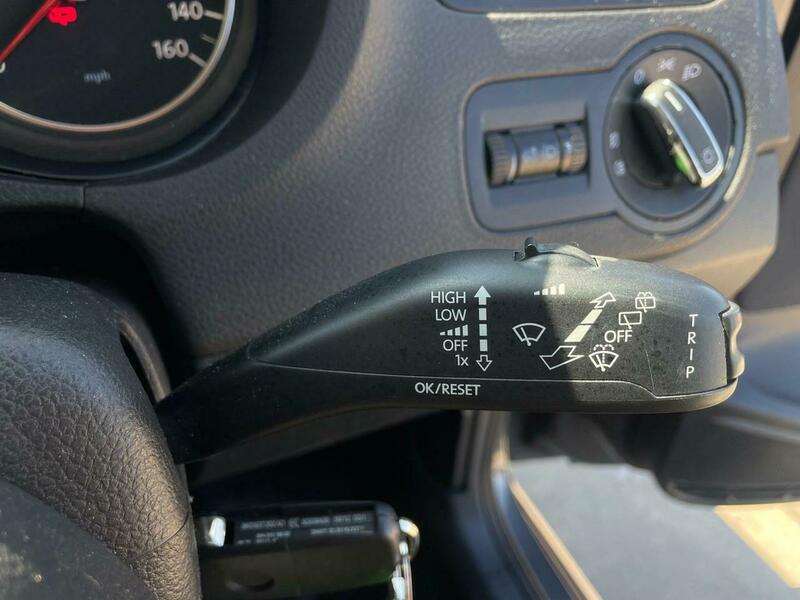 140
160
mph
HIGH
LOW
OFF
1x
OFF
TRIP
OK/RESET